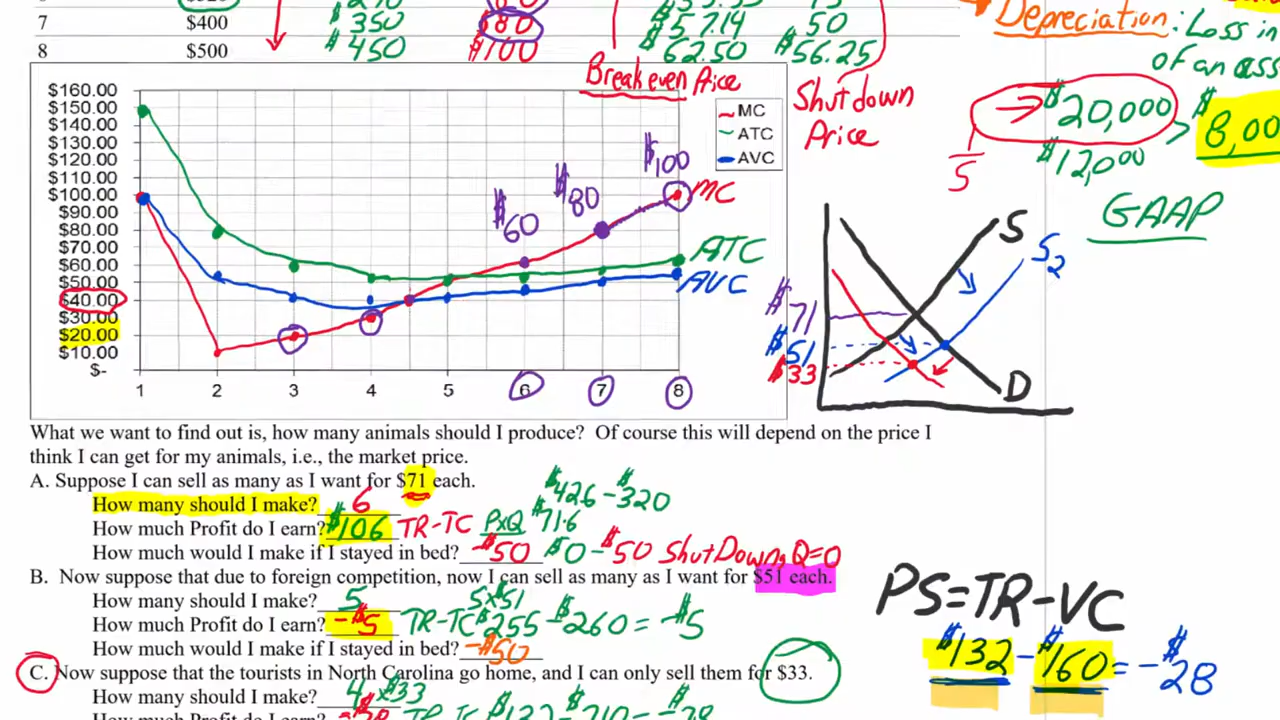 7 $400 $350 $80 $57.14 50
8 $500 $450 $100 $62.50 $56.25
Depreciation: Loss in
of an ass
Break even Price
Shut down
Price
$160.00
$150.00
$140.00
$130.00
$120.00
$110.00
$100.00
$90.00
$80.00
$70.00
$60.00
$50.00
$40.00
$30.00
$20.00
$10.00
$-
1 2 3 4 5 6 7 8
MC
ATC
AVC
$60
$80
$100
MC
ATC
AVC
$20,000 > $8,00
$12,000
GAAP
S
S2
D
$71
$51
$33
What we want to find out is, how many animals should I produce? Of course this will depend on the price I
think I can get for my animals, i.e., the market price.
A. Suppose I can sell as many as I want for $71 each.
How many should I make? 6 $426 - $320
How much Profit do I earn? $106 TR-TC PxQ $71·6
How much would I make if I stayed in bed? -$50 $0 - $50 Shut Down, Q=0
B. Now suppose that due to foreign competition, now I can sell as many as I want for $51 each.
How many should I make? 5 5x$51
How much Profit do I earn? -$5 TR-TC $255 - $260 = -$5
How much would I make if I stayed in bed? -$50
C. Now suppose that the tourists in North Carolina go home, and I can only sell them for $33.
How many should I make? 4 x$33
PS=TR-VC
$132 - $160 = -$28